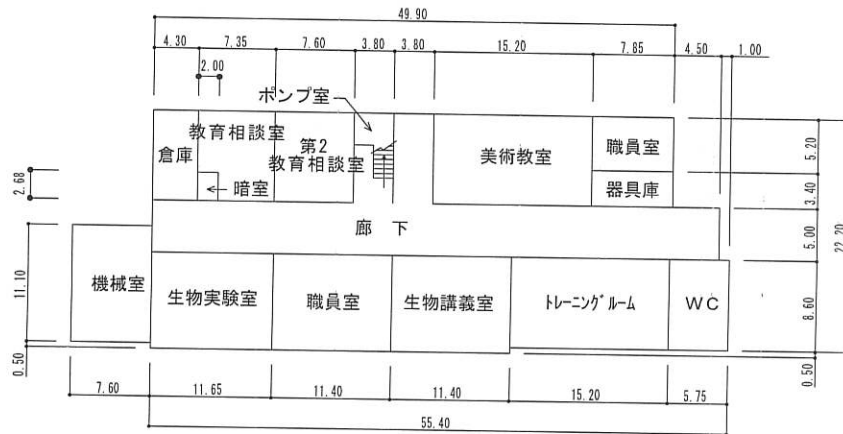 49.90
4.30 7.35 7.60 3.80 3.80 15.20 7.85 4.50 1.00
2.00
ポンプ室
教育相談室
倉庫
第2
教育相談室
暗室
美術教室
職員室
器具庫
5.20
3.40
5.00
8.60
0.50
22.20
2.68
廊下
11.10
0.50
機械室
生物実験室
職員室
生物講義室
トレーニングルーム
WC
7.60 11.65 11.40 11.40 15.20 5.75
55.40